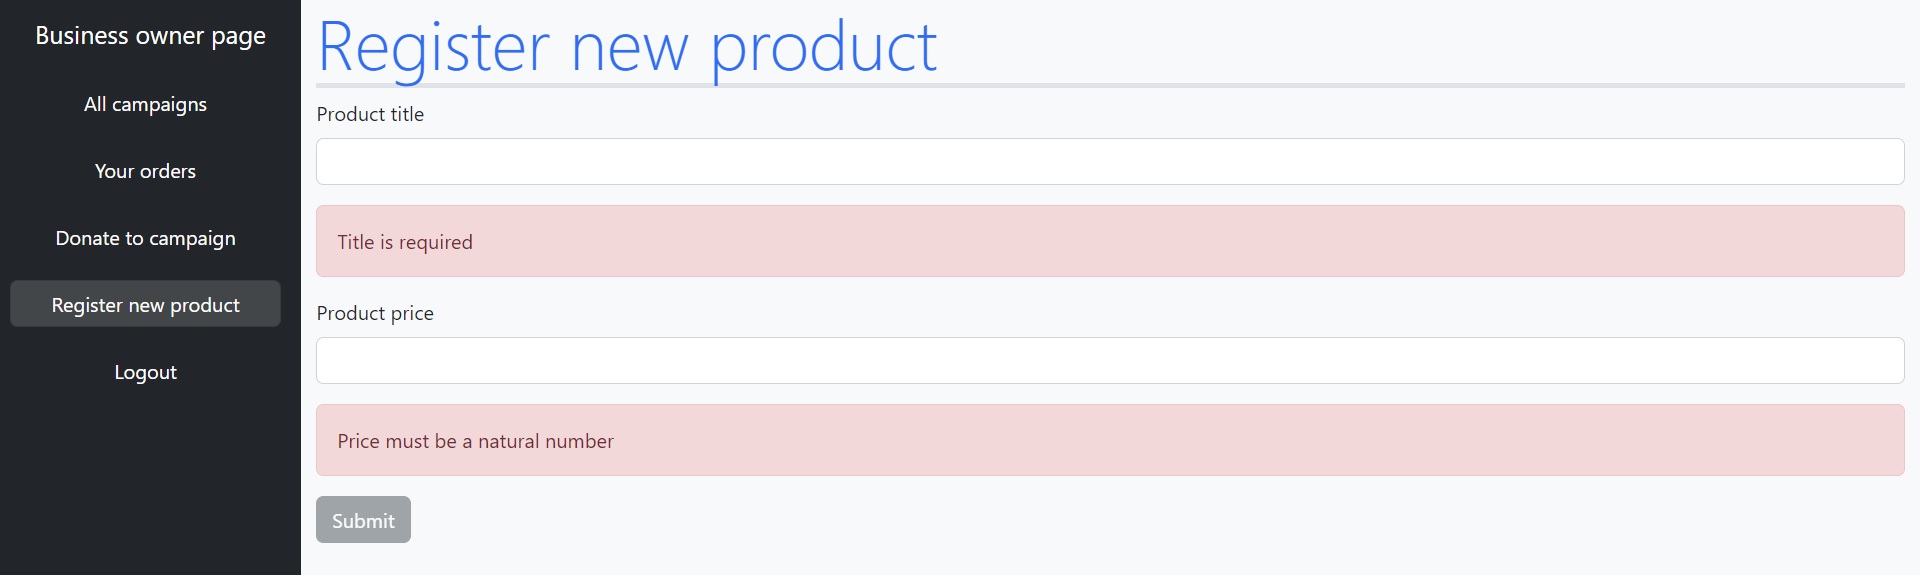 Business owner page
All campaigns
Your orders
Donate to campaign
Register new product
Logout
Register new product
Product title
Title is required
Product price
Price must be a natural number
Submit